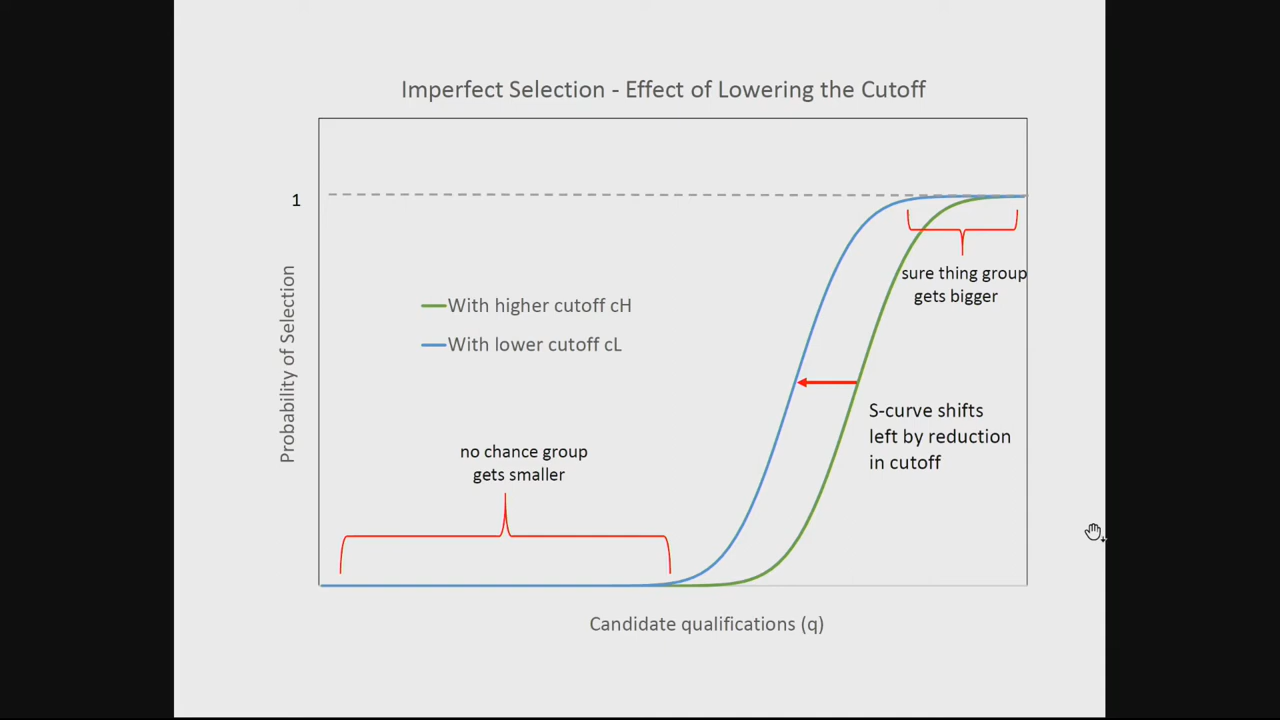 Imperfect Selection - Effect of Lowering the Cutoff
1
sure thing group
gets bigger
With higher cutoff cH
With lower cutoff cL
Probability of Selection
S-curve shifts
left by reduction
in cutoff
no chance group
gets smaller
Candidate qualifications (q)